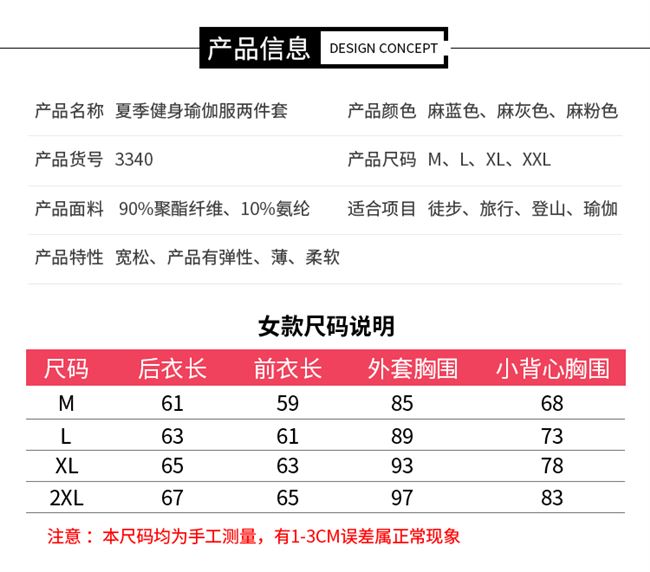 产品信息 DESIGN CONCEPT
产品名称 夏季健身瑜伽服两件套 产品颜色 麻蓝色、麻灰色、麻粉色
产品货号 3340 产品尺码 M、L、XL、XXL
产品面料 90%聚酯纤维、10%氨纶 适合项目 徒步、旅行、登山、瑜伽
产品特性 宽松、产品有弹性、薄、柔软
女款尺码说明
尺码 后衣长 前衣长 外套胸围 小背心胸围
M 61 59 85 68
L 63 61 89 73
XL 65 63 93 78
2XL 67 65 97 83
注意：本尺码均为手工测量，有1-3CM误差属正常现象